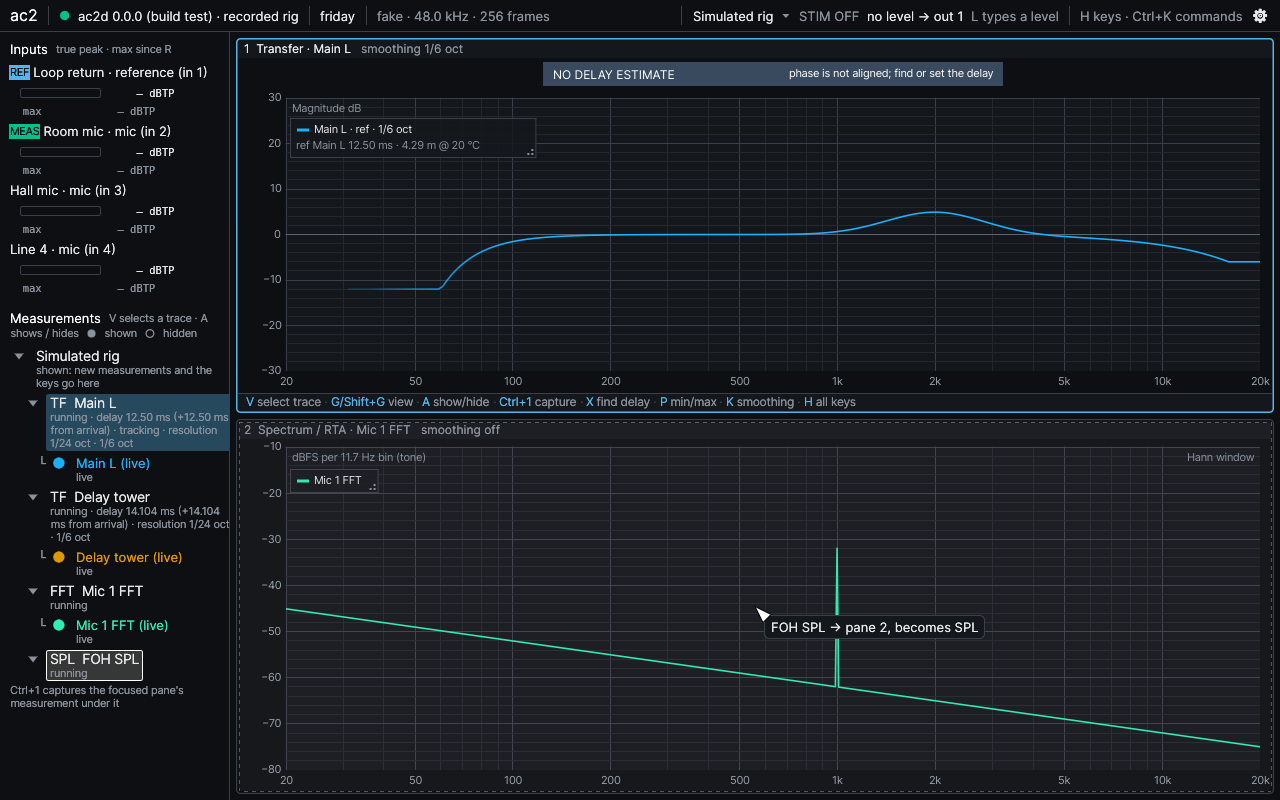 ac2 ac2d 0.0.0 (build test) · recorded rig friday fake · 48.0 kHz · 256 frames Simulated rig STIM OFF no level → out 1 L types a level H keys · Ctrl+K commands
Inputs true peak · max since R
REF Loop return · reference (in 1)
– dBTP
max – dBTP
MEAS Room mic · mic (in 2)
– dBTP
max – dBTP
Hall mic · mic (in 3)
– dBTP
max – dBTP
Line 4 · mic (in 4)
– dBTP
max – dBTP
Measurements V selects a trace · A
shows / hides shown hidden
Simulated rig
shown: new measurements and the
keys go here
TF Main L
running · delay 12.50 ms (+12.50 ms
from arrival) · tracking · resolution
1/24 oct · 1/6 oct
Main L (live)
live
TF Delay tower
running · delay 14.104 ms (+14.104
ms from arrival) · resolution 1/24 oct
· 1/6 oct
Delay tower (live)
live
FFT Mic 1 FFT
running
Mic 1 FFT (live)
live
SPL FOH SPL
running
Ctrl+1 captures the focused pane's
measurement under it
1 Transfer · Main L smoothing 1/6 oct
NO DELAY ESTIMATE phase is not aligned; find or set the delay
Magnitude dB
Main L · ref · 1/6 oct
ref Main L 12.50 ms · 4.29 m @ 20 °C
30
20
10
0
−10
−20
−30
20 50 100 200 500 1k 2k 5k 10k 20k
V select trace · G/Shift+G view · A show/hide · Ctrl+1 capture · X find delay · P min/max · K smoothing · H all keys
2 Spectrum / RTA · Mic 1 FFT smoothing off
dBFS per 11.7 Hz bin (tone) Hann window
Mic 1 FFT
−10
−20
−30
−40
−50
−60
−70
−80
FOH SPL → pane 2, becomes SPL
20 50 100 200 500 1k 2k 5k 10k 20k